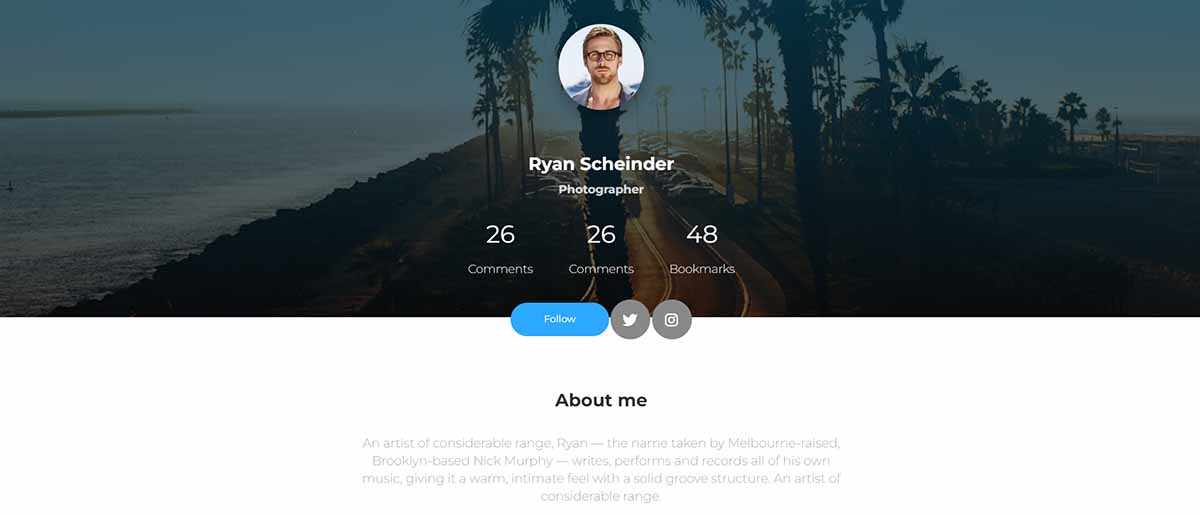 Ryan Scheinder
Photographer
26 26 48
Comments Comments Bookmarks
Follow
About me
An artist of considerable range, Ryan — the name taken by Melbourne-raised,
Brooklyn-based Nick Murphy — writes, performs and records all of his own
music, giving it a warm, intimate feel with a solid groove structure. An artist of
considerable range.